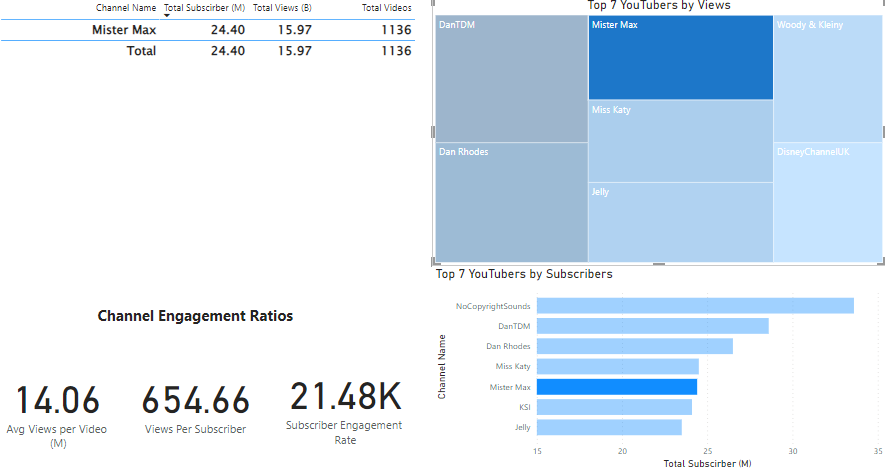 Channel Name Total Subscirber (M) Total Views (B) Total Videos
Mister Max 24.40 15.97 1136
Total 24.40 15.97 1136
Top 7 YouTubers by Views
DanTDM
Mister Max
Woody & Kleiny
Miss Katy
Dan Rhodes
DisneyChannelUK
Jelly
Channel Engagement Ratios
14.06
Avg Views per Video
(M)
654.66
Views Per Subscriber
21.48K
Subscriber Engagement
Rate
Top 7 YouTubers by Subscribers
Channel Name
NoCopyrightSounds
DanTDM
Dan Rhodes
Miss Katy
Mister Max
KSI
Jelly
15 20 25 30 35
Total Subscirber (M)